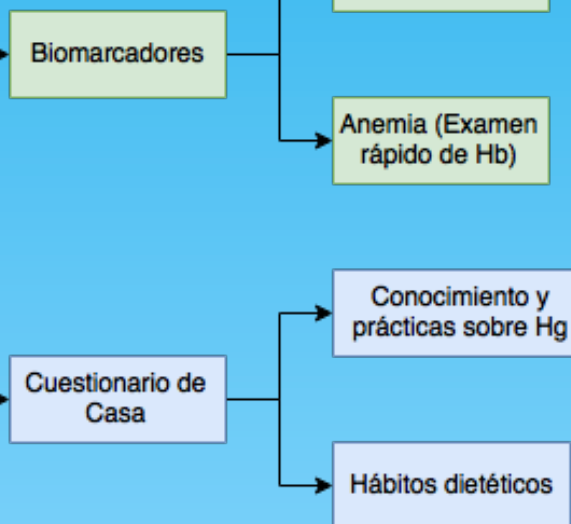 Biomarcadores
Anemia (Examen
rápido de Hb)
Conocimiento y
prácticas sobre Hg
Cuestionario de
Casa
Hábitos dietéticos